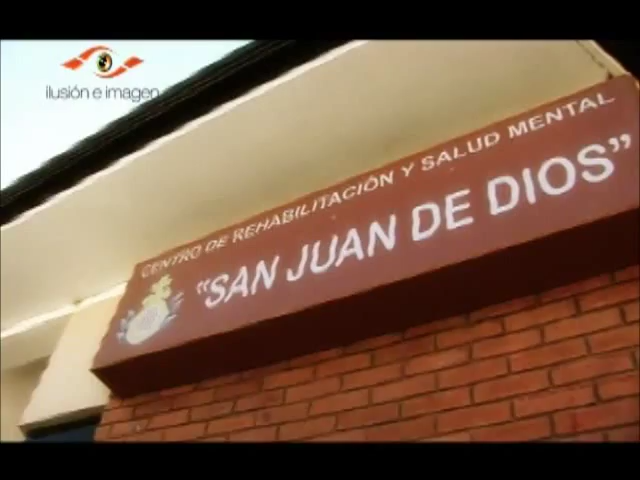 ilusión e imagen
CENTRO DE REHABILITACIÓN Y SALUD MENTAL
"SAN JUAN DE DIOS"